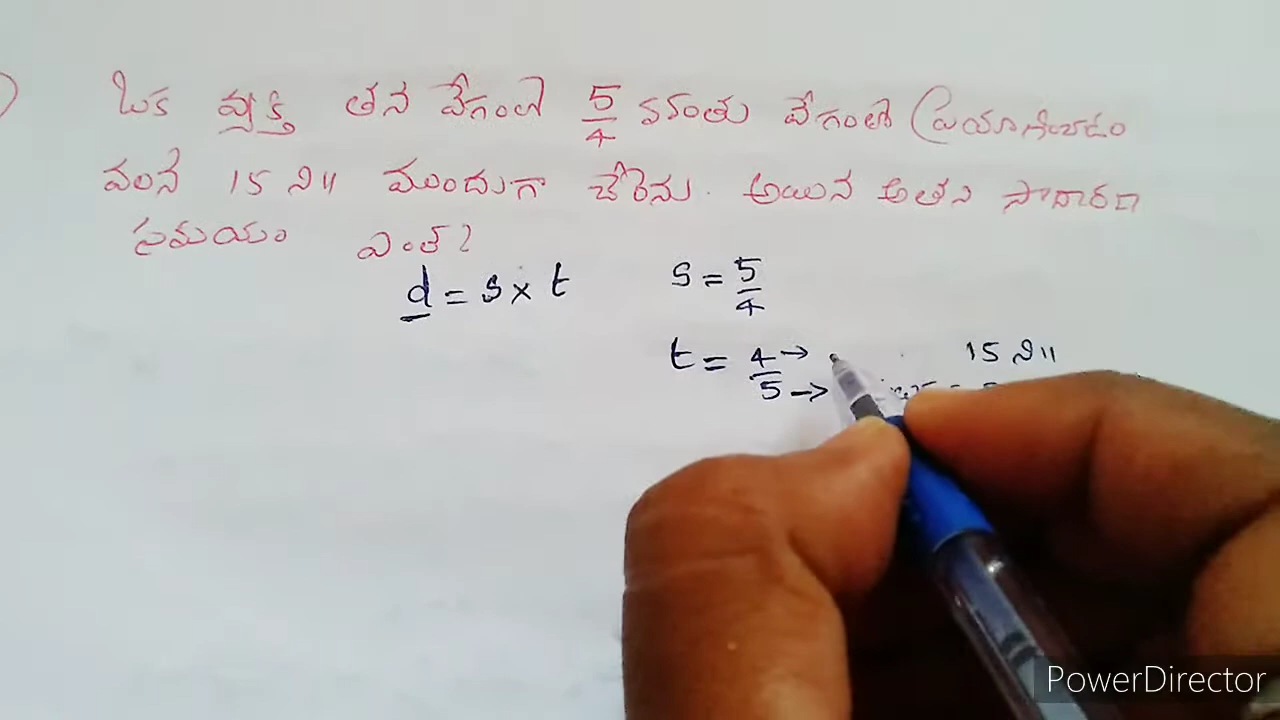 ఒక వ్యక్తి తన వేగంలో 5/4 వవంతు వేగంతో ప్రయాణించడం
వలన 15 ని॥ ముందుగా చేరెను. అయిన అతని సాదారణ
సమయం ఎంత?
d = s × t
s = 5/4
t = 4/5 → →
15 ని॥
PowerDirector